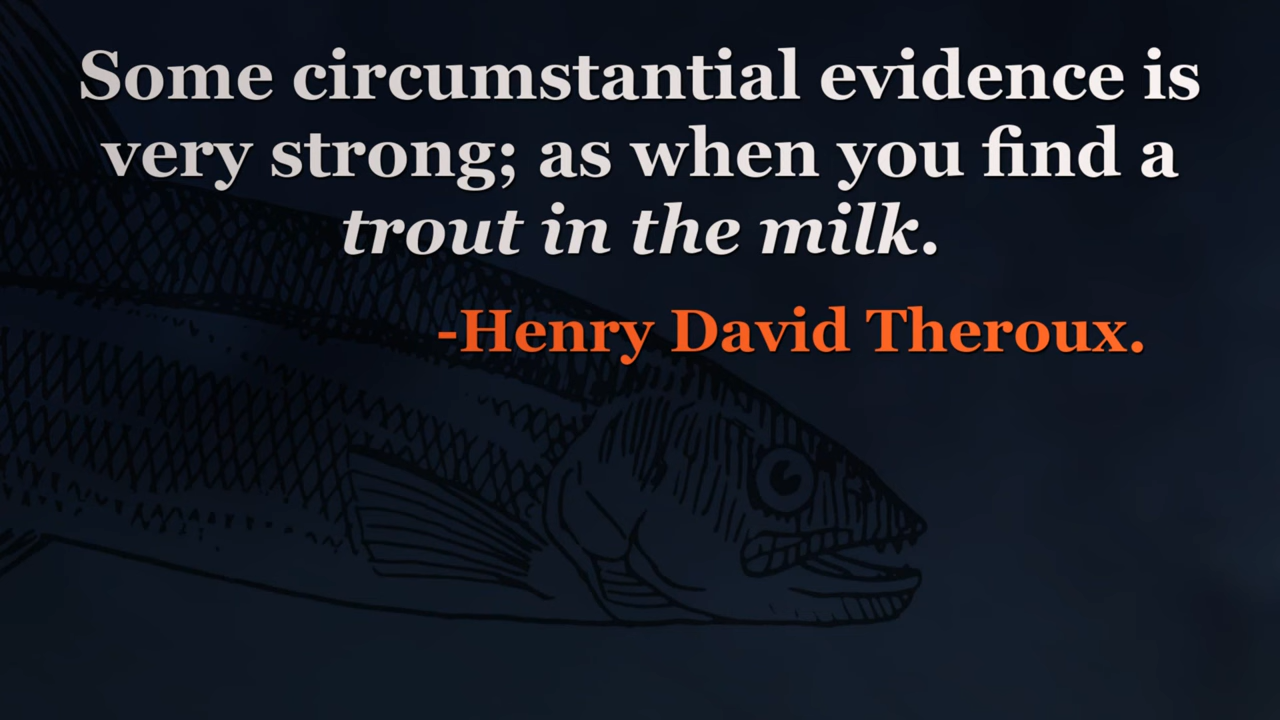 Some circumstantial evidence is
very strong; as when you find a
trout in the milk.
-Henry David Theroux.